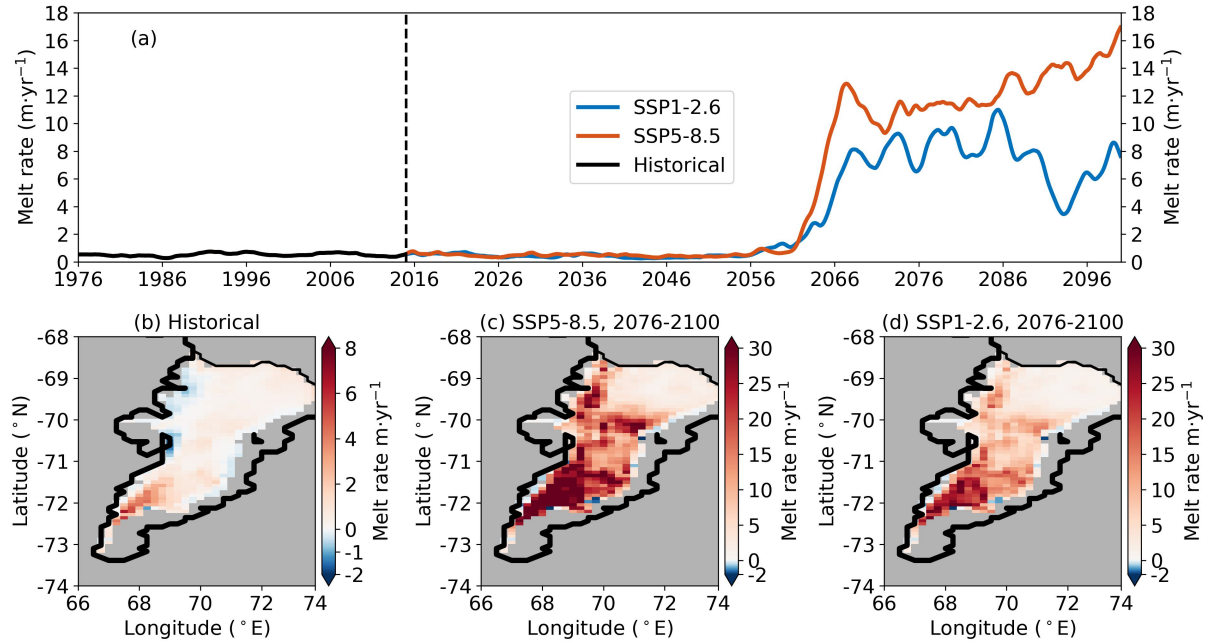 18 18
16 (a) 16
14 14
12 12
10 10
8 8
6 6
4 4
2 2
0 0
Melt rate (m·yr⁻¹)
Melt rate (m·yr⁻¹)
SSP1-2.6
SSP5-8.5
Historical
1976 1986 1996 2006 2016 2026 2036 2046 2056 2066 2076 2086 2096
(b) Historical
-68
-69
-70
-71
-72
-73
-74
Latitude (°N)
66 68 70 72 74
Longitude (°E)
8
6
4
2
0
-1
-2
Melt rate m·yr⁻¹
(c) SSP5-8.5, 2076-2100
-68
-69
-70
-71
-72
-73
-74
Latitude (°N)
66 68 70 72 74
Longitude (°E)
30
25
20
15
10
5
0
-2
Melt rate m·yr⁻¹
(d) SSP1-2.6, 2076-2100
-68
-69
-70
-71
-72
-73
-74
Latitude (°N)
66 68 70 72 74
Longitude (°E)
30
25
20
15
10
5
0
-2
Melt rate m·yr⁻¹